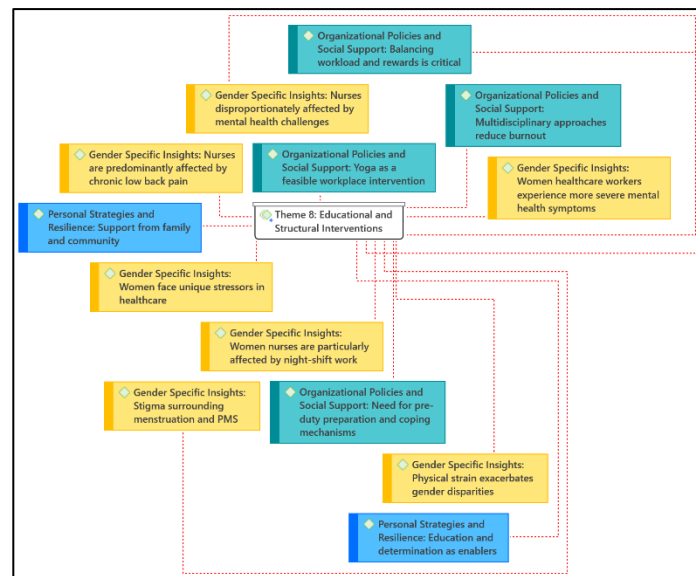 Organizational Policies and
Social Support: Balancing
workload and rewards is critical
Gender Specific Insights: Nurses
disproportionately affected by
mental health challenges
Organizational Policies and
Social Support:
Multidisciplinary approaches
reduce burnout
Gender Specific Insights: Nurses
are predominantly affected by
chronic low back pain
Organizational Policies and
Social Support: Yoga as a
feasible workplace intervention
Gender Specific Insights:
Women healthcare workers
experience more severe mental
health symptoms
Personal Strategies and
Resilience: Support from family
and community
Theme 8: Educational and
Structural Interventions
Gender Specific Insights:
Women face unique stressors in
healthcare
Gender Specific Insights:
Women nurses are particularly
affected by night-shift work
Gender Specific Insights:
Stigma surrounding
menstruation and PMS
Organizational Policies and
Social Support: Need for pre-
duty preparation and coping
mechanisms
Gender Specific Insights:
Physical strain exacerbates
gender disparities
Personal Strategies and
Resilience: Education and
determination as enablers